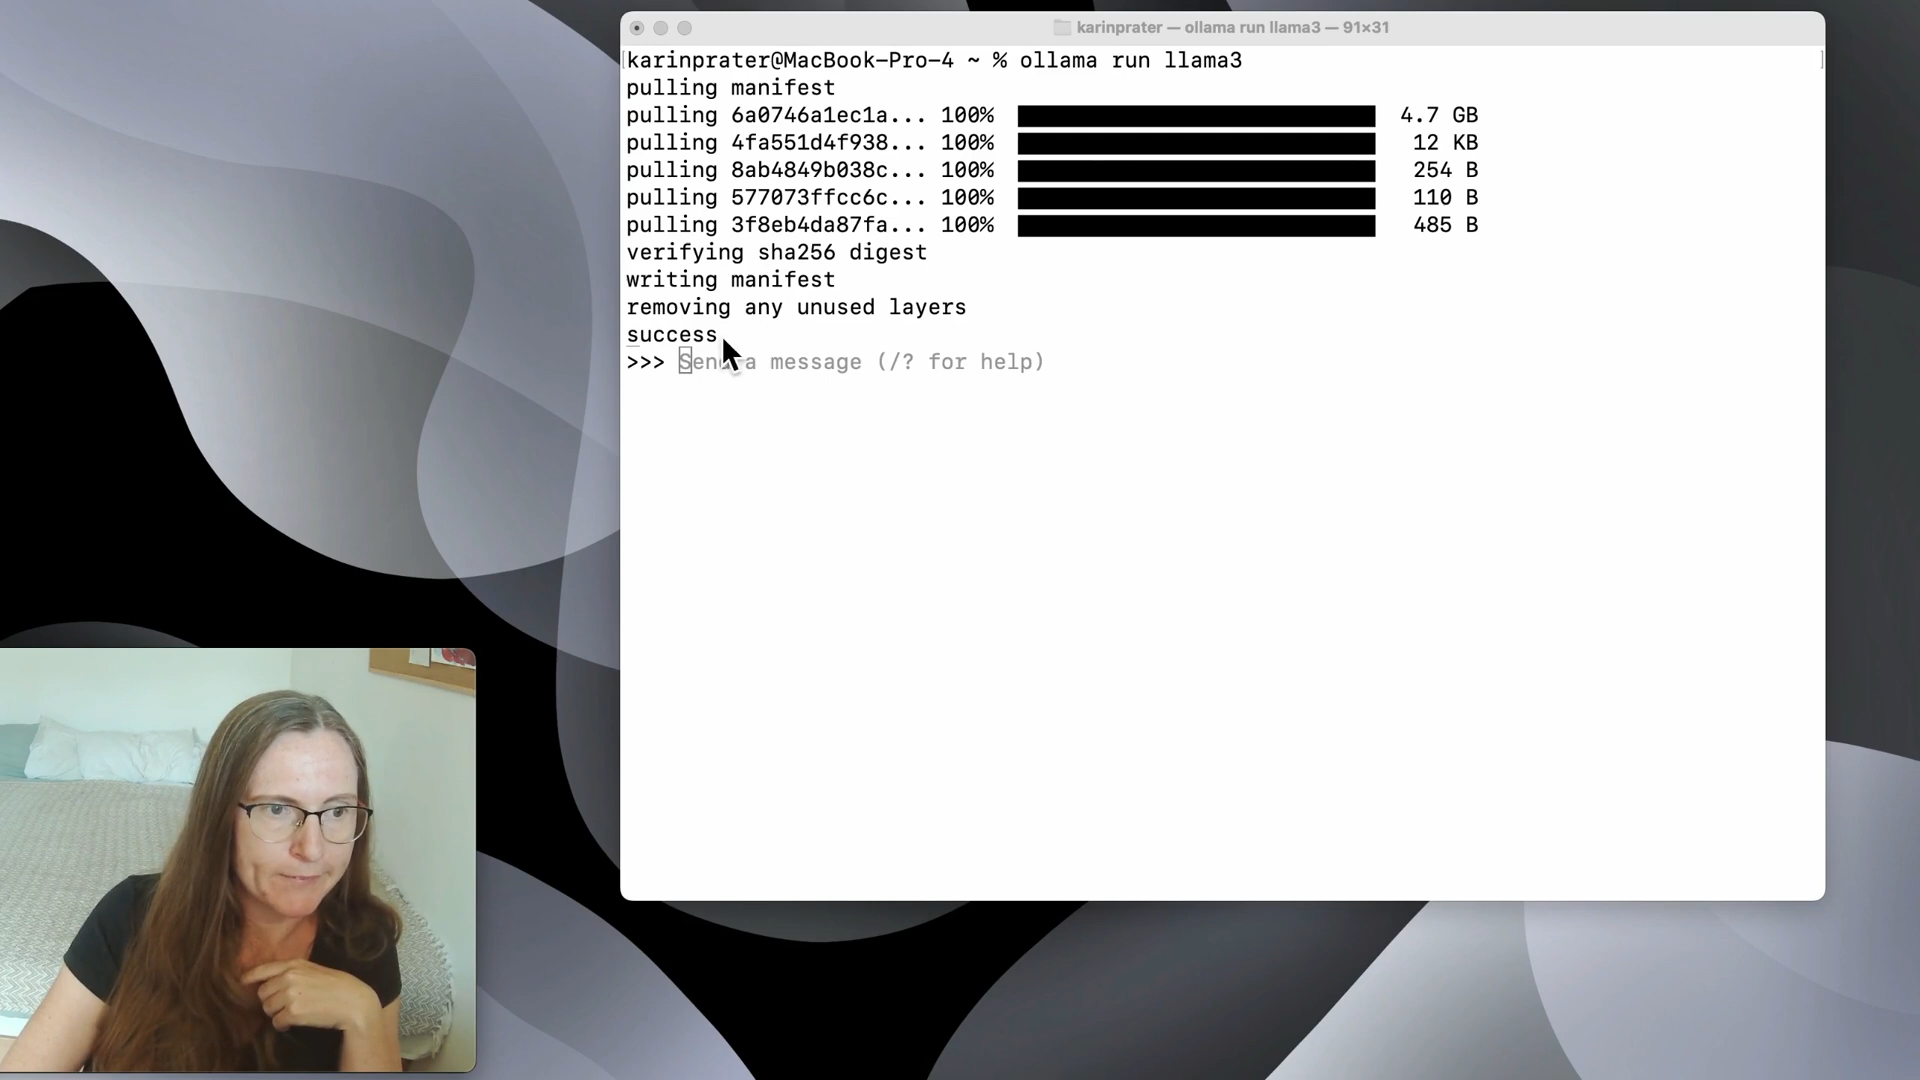 karinprater — ollama run llama3 — 91×31
karinprater@MacBook-Pro-4 ~ % ollama run llama3
pulling manifest
pulling 6a0746a1ec1a... 100% 4.7 GB
pulling 4fa551d4f938... 100% 12 KB
pulling 8ab4849b038c... 100% 254 B
pulling 577073ffcc6c... 100% 110 B
pulling 3f8eb4da87fa... 100% 485 B
verifying sha256 digest
writing manifest
removing any unused layers
success
>>> Send a message (/? for help)